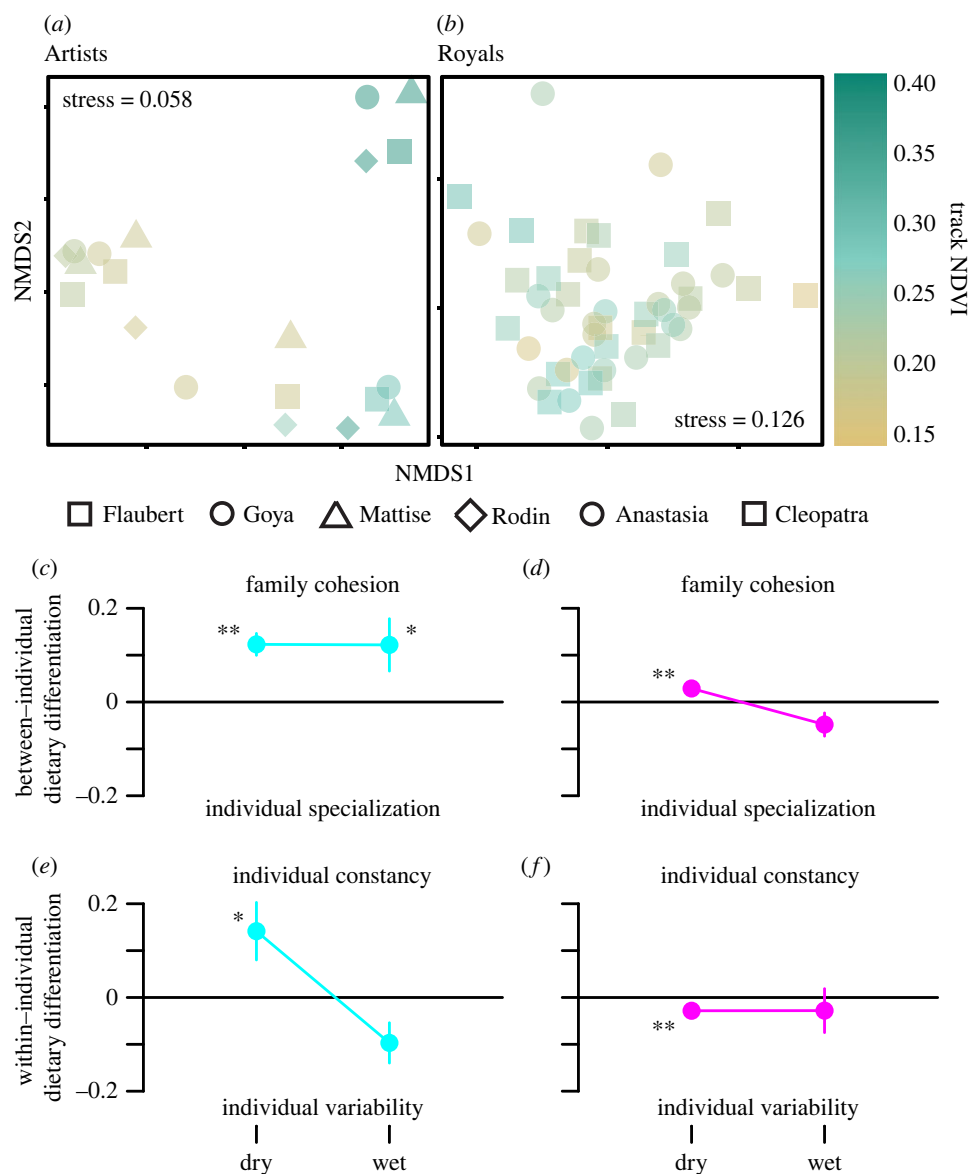 (a)
Artists
(b)
Royals
stress = 0.058
stress = 0.126
NMDS2
NMDS1
0.40
0.35
0.30
0.25
0.20
0.15
track NDVI
Flaubert Goya Mattise Rodin Anastasia Cleopatra
(c)
family cohesion
between–individual
dietary differentiation
0.2
0
–0.2
**
*
individual specialization
(d)
family cohesion
**
individual specialization
(e)
individual constancy
within–individual
dietary differentiation
0.2
0
–0.2
*
individual variability
dry wet
(f)
individual constancy
**
individual variability
dry wet